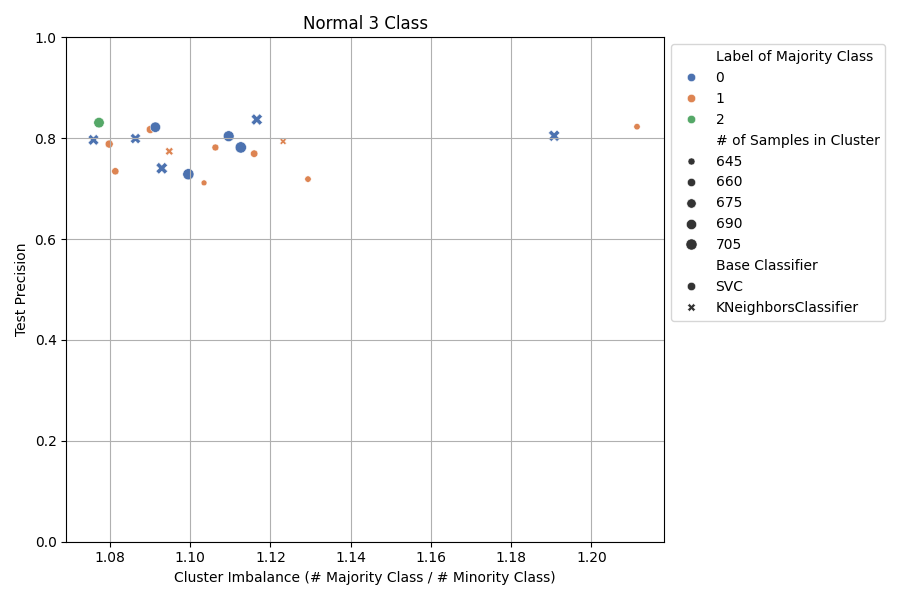 Normal 3 Class
1.0
0.8
0.6
0.4
0.2
0.0
Test Precision
1.08
1.10
1.12
1.14
1.16
1.18
1.20
Cluster Imbalance (# Majority Class / # Minority Class)
Label of Majority Class
0
1
2
# of Samples in Cluster
645
660
675
690
705
Base Classifier
SVC
KNeighborsClassifier